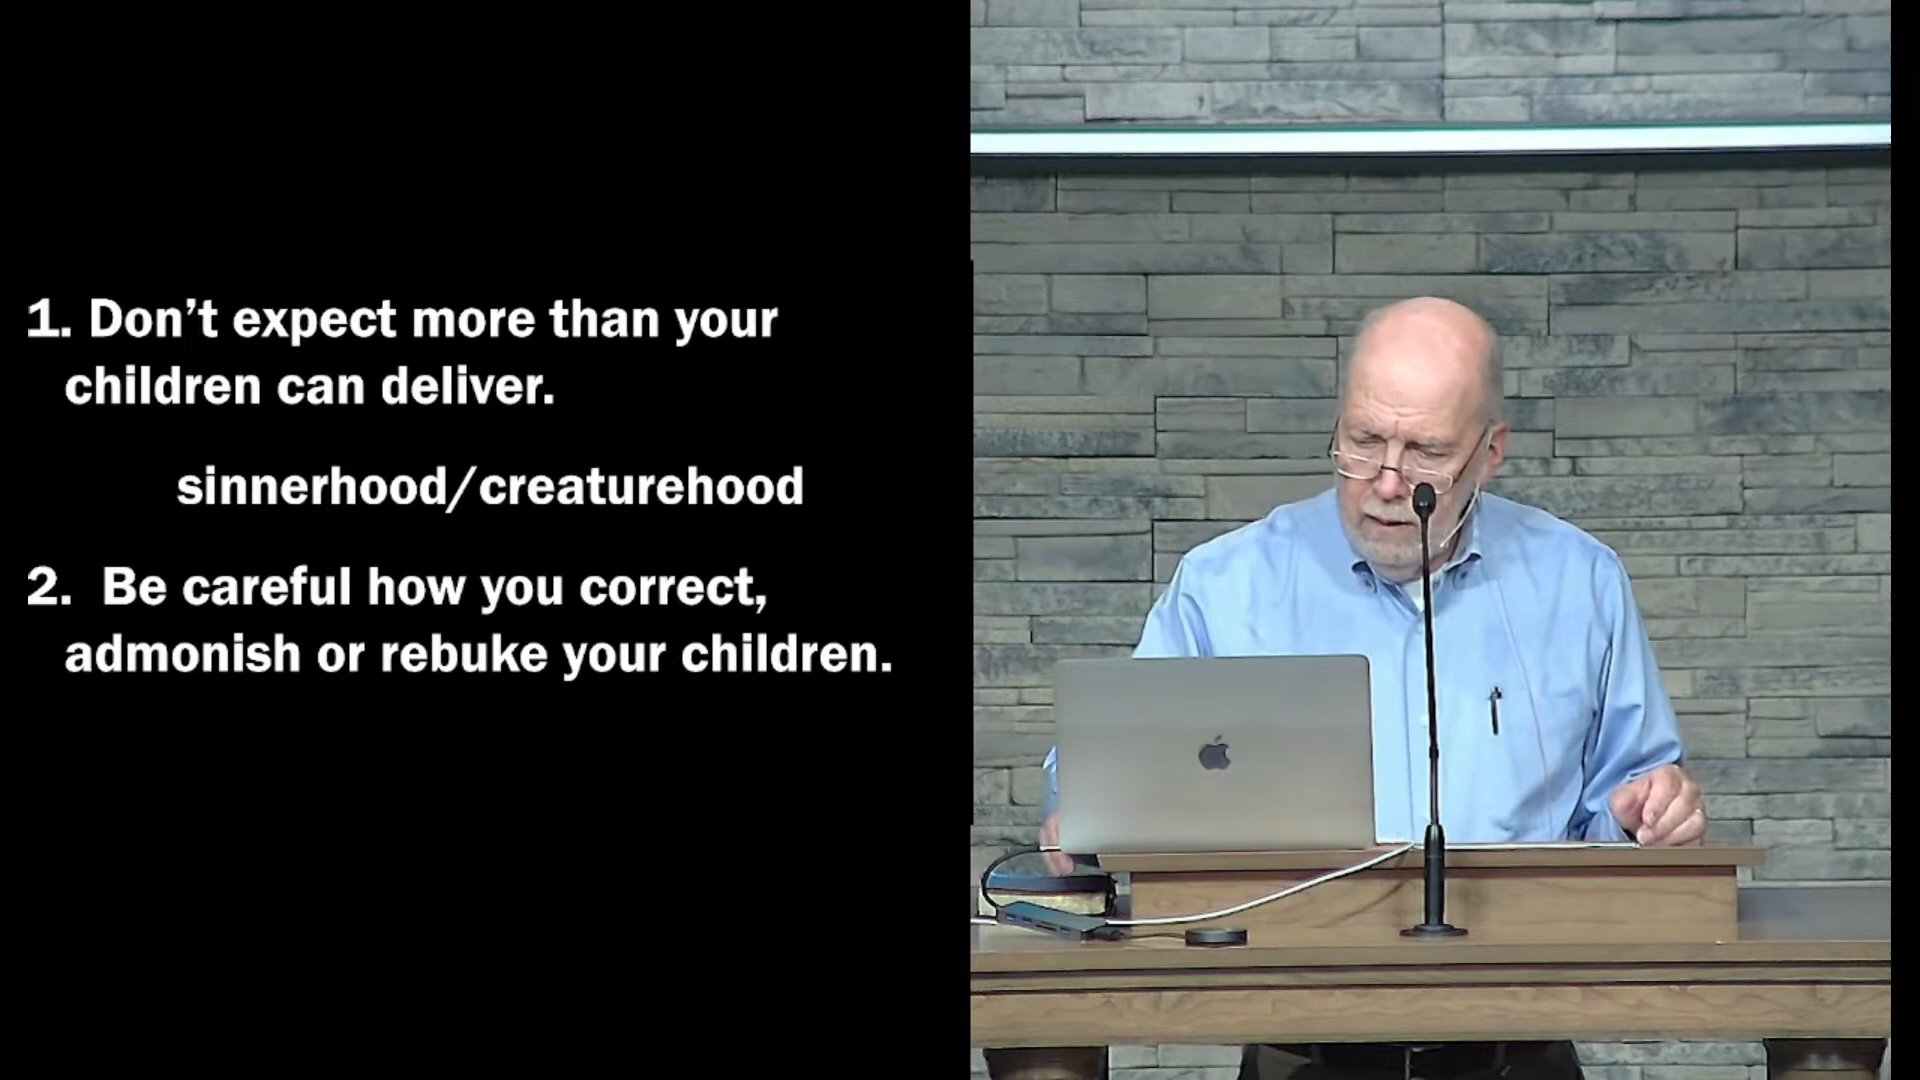 1. Don’t expect more than your
children can deliver.
sinnerhood/creaturehood
2. Be careful how you correct,
admonish or rebuke your children.